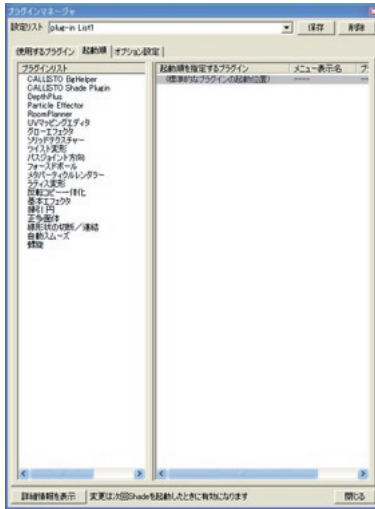 プラグインマネージャ
設定リスト plug-in List1 保存 削除
使用するプラグイン 起動順 オプション設定
プラグインリスト
CALLISTO BgHelper
CALLISTO Shade Plugin
DepthPlus
Particle Effector
RoomPlanner
UVマッピングエディタ
グローエフェクタ
ソリッドテクスチャー
ツイスト変形
パスジョイント方向
フォースドボール
メタパーティクルレンダラー
ラティス変形
反転コピー一体化
基本エフェクタ
掃引円
正多面体
線形状の切断/連結
自動スムーズ
螺旋
起動順を指定するプラグイン メニュー表示名 プ
(標準的なプラグインの起動位置) ---- --
詳細情報を表示 変更は次回Shadeを起動したときに有効になります 閉じる